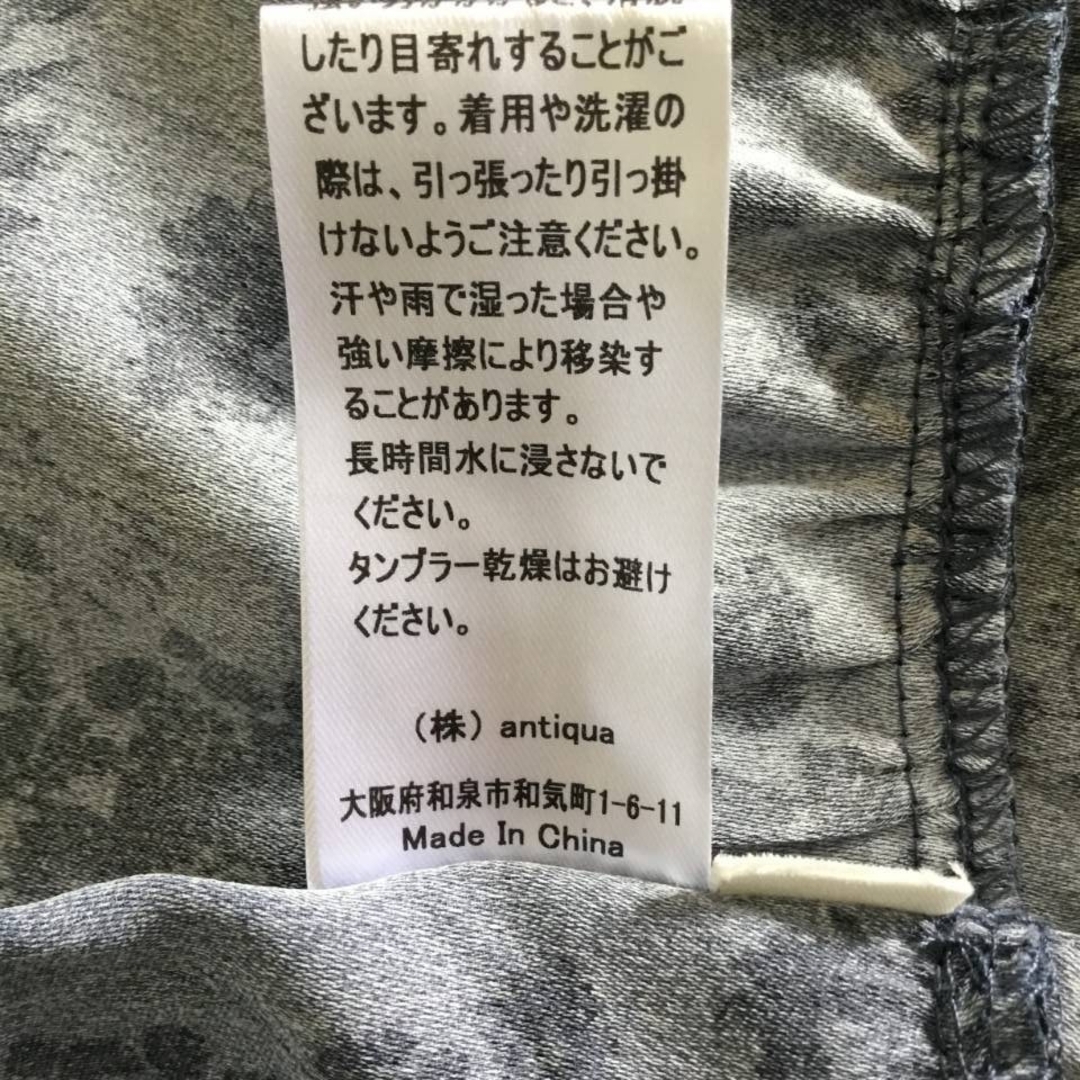 したり目寄れすることがご
ざいます。着用や洗濯の
際は、引っ張ったり引っ掛
けないようご注意ください。
汗や雨で湿った場合や
強い摩擦により移染す
ることがあります。
長時間水に浸さないで
ください。
タンブラー乾燥はお避け
ください。
（株）antiqua
大阪府和泉市和気町1-6-11
Made In China